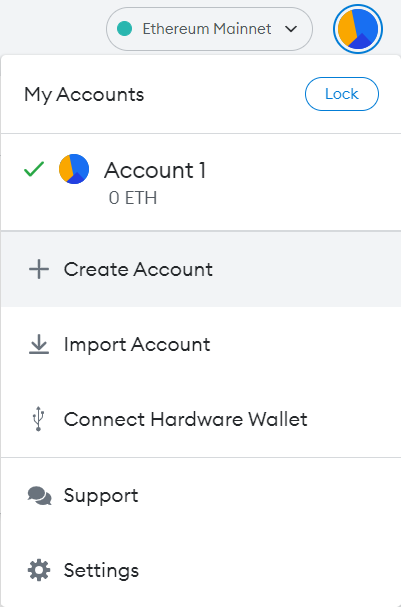 Ethereum Mainnet
My Accounts
Lock
Account 1
0 ETH
Create Account
Import Account
Connect Hardware Wallet
Support
Settings